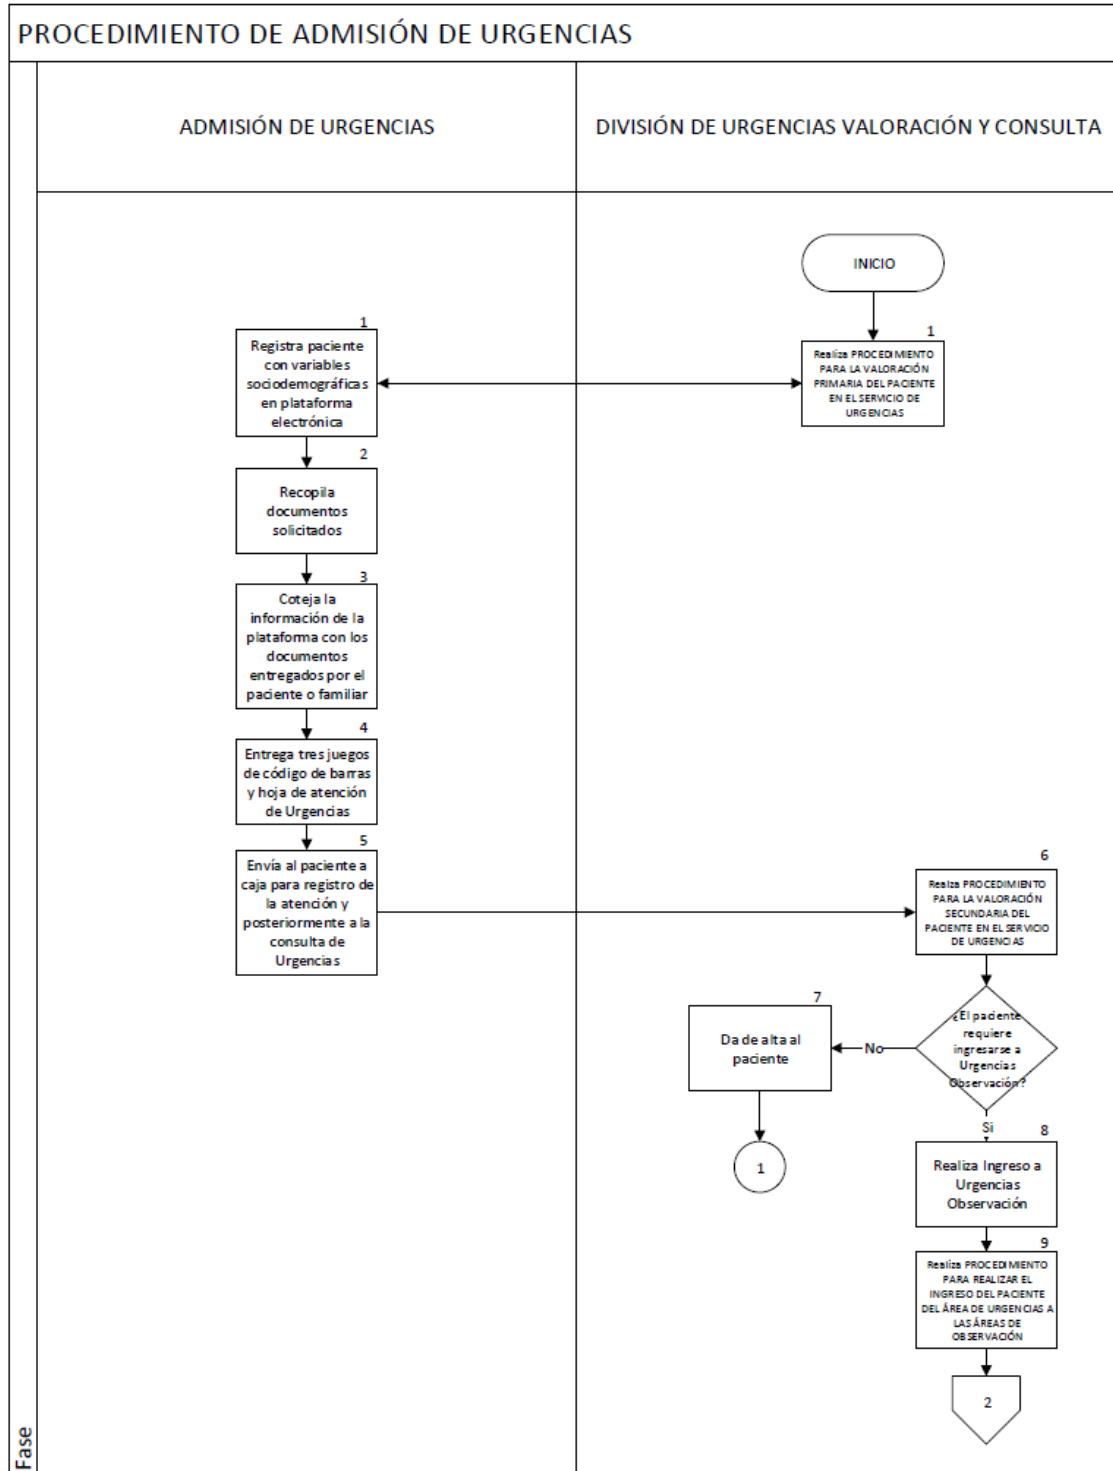 PROCEDIMIENTO DE ADMISIÓN DE URGENCIAS
ADMISIÓN DE URGENCIAS
DIVISIÓN DE URGENCIAS VALORACIÓN Y CONSULTA
INICIO
1
Realiza PROCEDIMIENTO
PARA LA VALORACIÓN
PRIMARIA DEL PACIENTE
EN EL SERVICIO DE
URGENCIAS
1
Registra paciente
con variables
sociodemográficas
en plataforma
electrónica
2
Recopila
documentos
solicitados
3
Coteja la
información de la
plataforma con los
documentos
entregados por el
paciente o familiar
4
Entrega tres juegos
de código de barras
y hoja de atención
de Urgencias
5
Envía al paciente a
caja para registro de
la atención y
posteriormente a la
consulta de
Urgencias
6
Realiza PROCEDIMIENTO
PARA LA VALORACIÓN
SECUNDARIA DEL
PACIENTE EN EL SERVICIO
DE URGENCIAS
¿El paciente
requiere
ingresarse a
Urgencias
Observación?
No
7
Da de alta al
paciente
1
Si
8
Realiza Ingreso a
Urgencias
Observación
9
Realiza PROCEDIMIENTO
PARA REALIZAR EL
INGRESO DEL PACIENTE
DEL ÁREA DE URGENCIAS A
LAS ÁREAS DE
OBSERVACIÓN
2
Fase